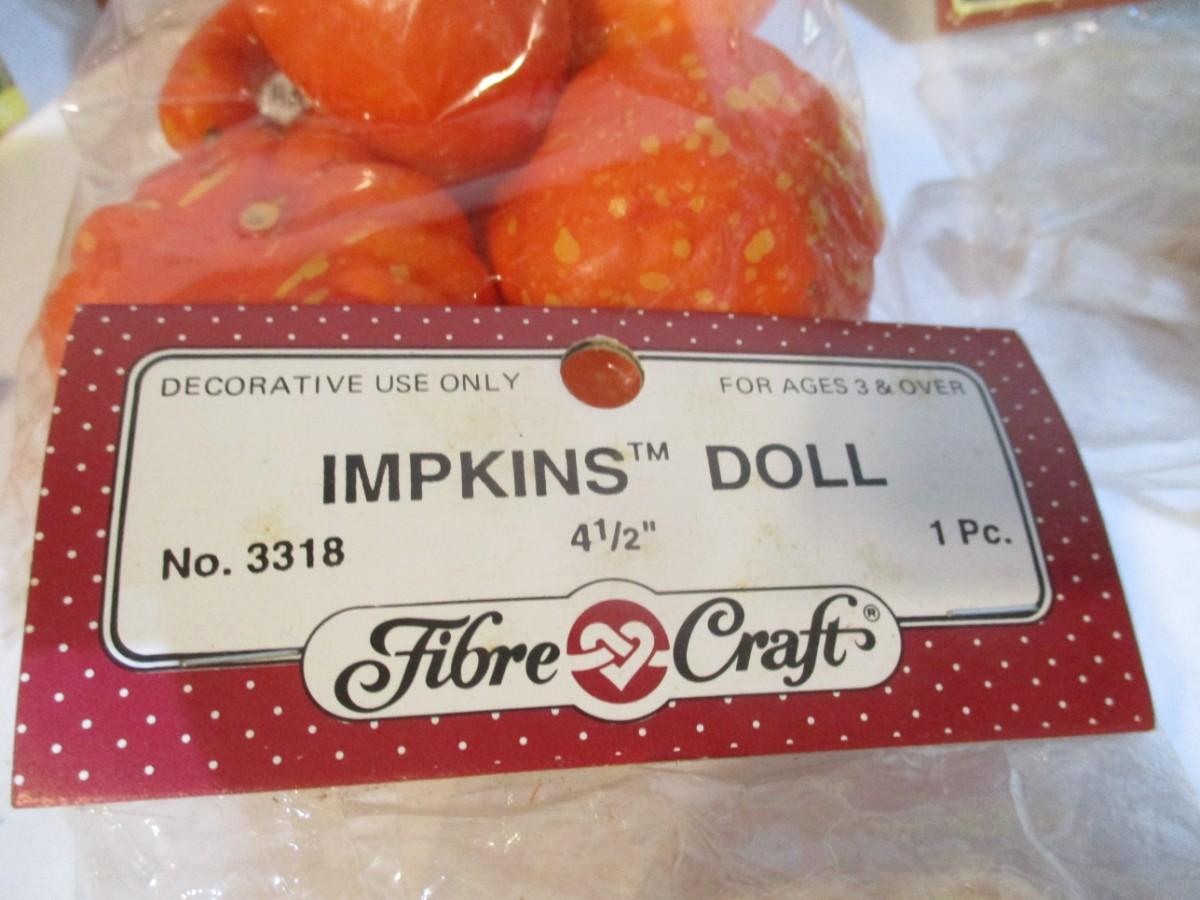 DECORATIVE USE ONLY FOR AGES 3 & OVER
IMPKINS™ DOLL
No. 3318 4½" 1 Pc.
Fibre Craft®